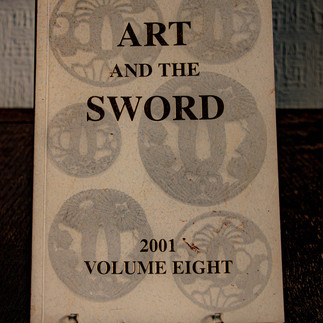 ART
AND THE
SWORD
2001
VOLUME EIGHT